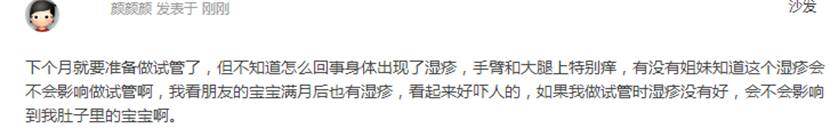 颜颜颜 发表于 刚刚 沙发
下个月就要准备做试管了，但不知道怎么回事身体出现了湿疹，手臂和大腿上特别痒，有没有姐妹知道这个湿疹会
不会影响做试管啊，我看朋友的宝宝满月后也有湿疹，看起来好吓人的，如果我做试管时湿疹没有好，会不会影响
到我肚子里的宝宝啊。